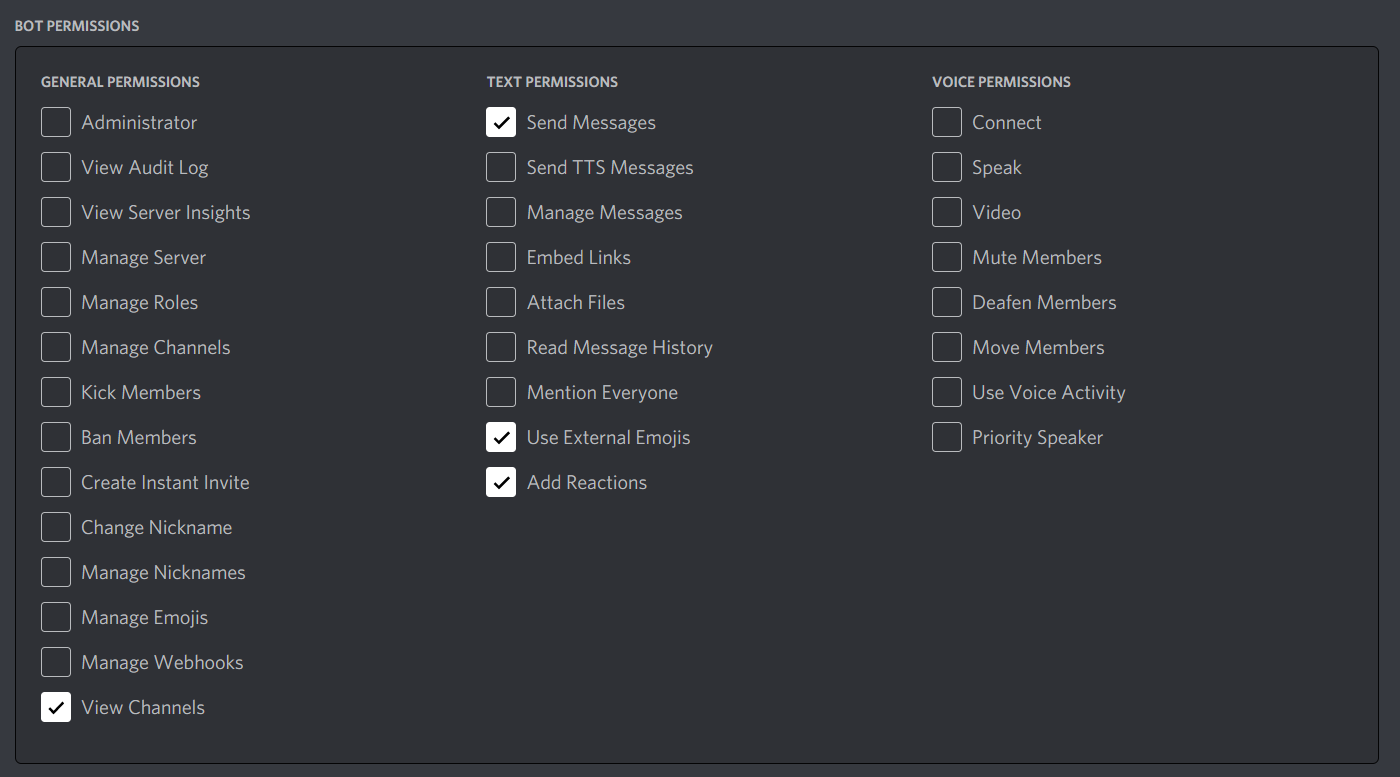 BOT PERMISSIONS
GENERAL PERMISSIONS
Administrator
View Audit Log
View Server Insights
Manage Server
Manage Roles
Manage Channels
Kick Members
Ban Members
Create Instant Invite
Change Nickname
Manage Nicknames
Manage Emojis
Manage Webhooks
View Channels
TEXT PERMISSIONS
Send Messages
Send TTS Messages
Manage Messages
Embed Links
Attach Files
Read Message History
Mention Everyone
Use External Emojis
Add Reactions
VOICE PERMISSIONS
Connect
Speak
Video
Mute Members
Deafen Members
Move Members
Use Voice Activity
Priority Speaker